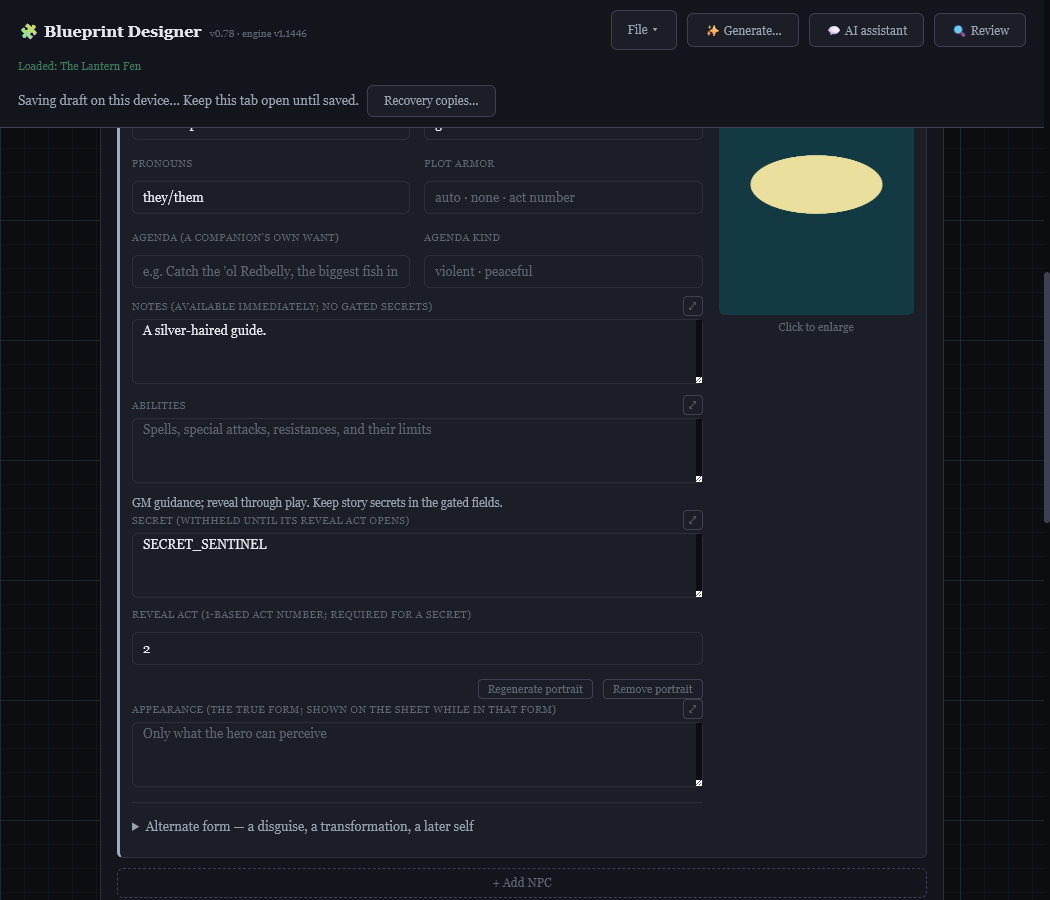 Blueprint Designer v0.78 · engine v1.1446
File ▾
Generate...
AI assistant
Review
Loaded: The Lantern Fen
Saving draft on this device... Keep this tab open until saved.
Recovery copies...
PRONOUNS
PLOT ARMOR
they/them
auto · none · act number
AGENDA (A COMPANION'S OWN WANT)
AGENDA KIND
e.g. Catch the 'ol Redbelly, the biggest fish in
violent · peaceful
NOTES (AVAILABLE IMMEDIATELY; NO GATED SECRETS)
A silver-haired guide.
Click to enlarge
ABILITIES
Spells, special attacks, resistances, and their limits
GM guidance; reveal through play. Keep story secrets in the gated fields.
SECRET (WITHHELD UNTIL ITS REVEAL ACT OPENS)
SECRET_SENTINEL
REVEAL ACT (1-BASED ACT NUMBER; REQUIRED FOR A SECRET)
2
Regenerate portrait
Remove portrait
APPEARANCE (THE TRUE FORM; SHOWN ON THE SHEET WHILE IN THAT FORM)
Only what the hero can perceive
Alternate form — a disguise, a transformation, a later self
+ Add NPC